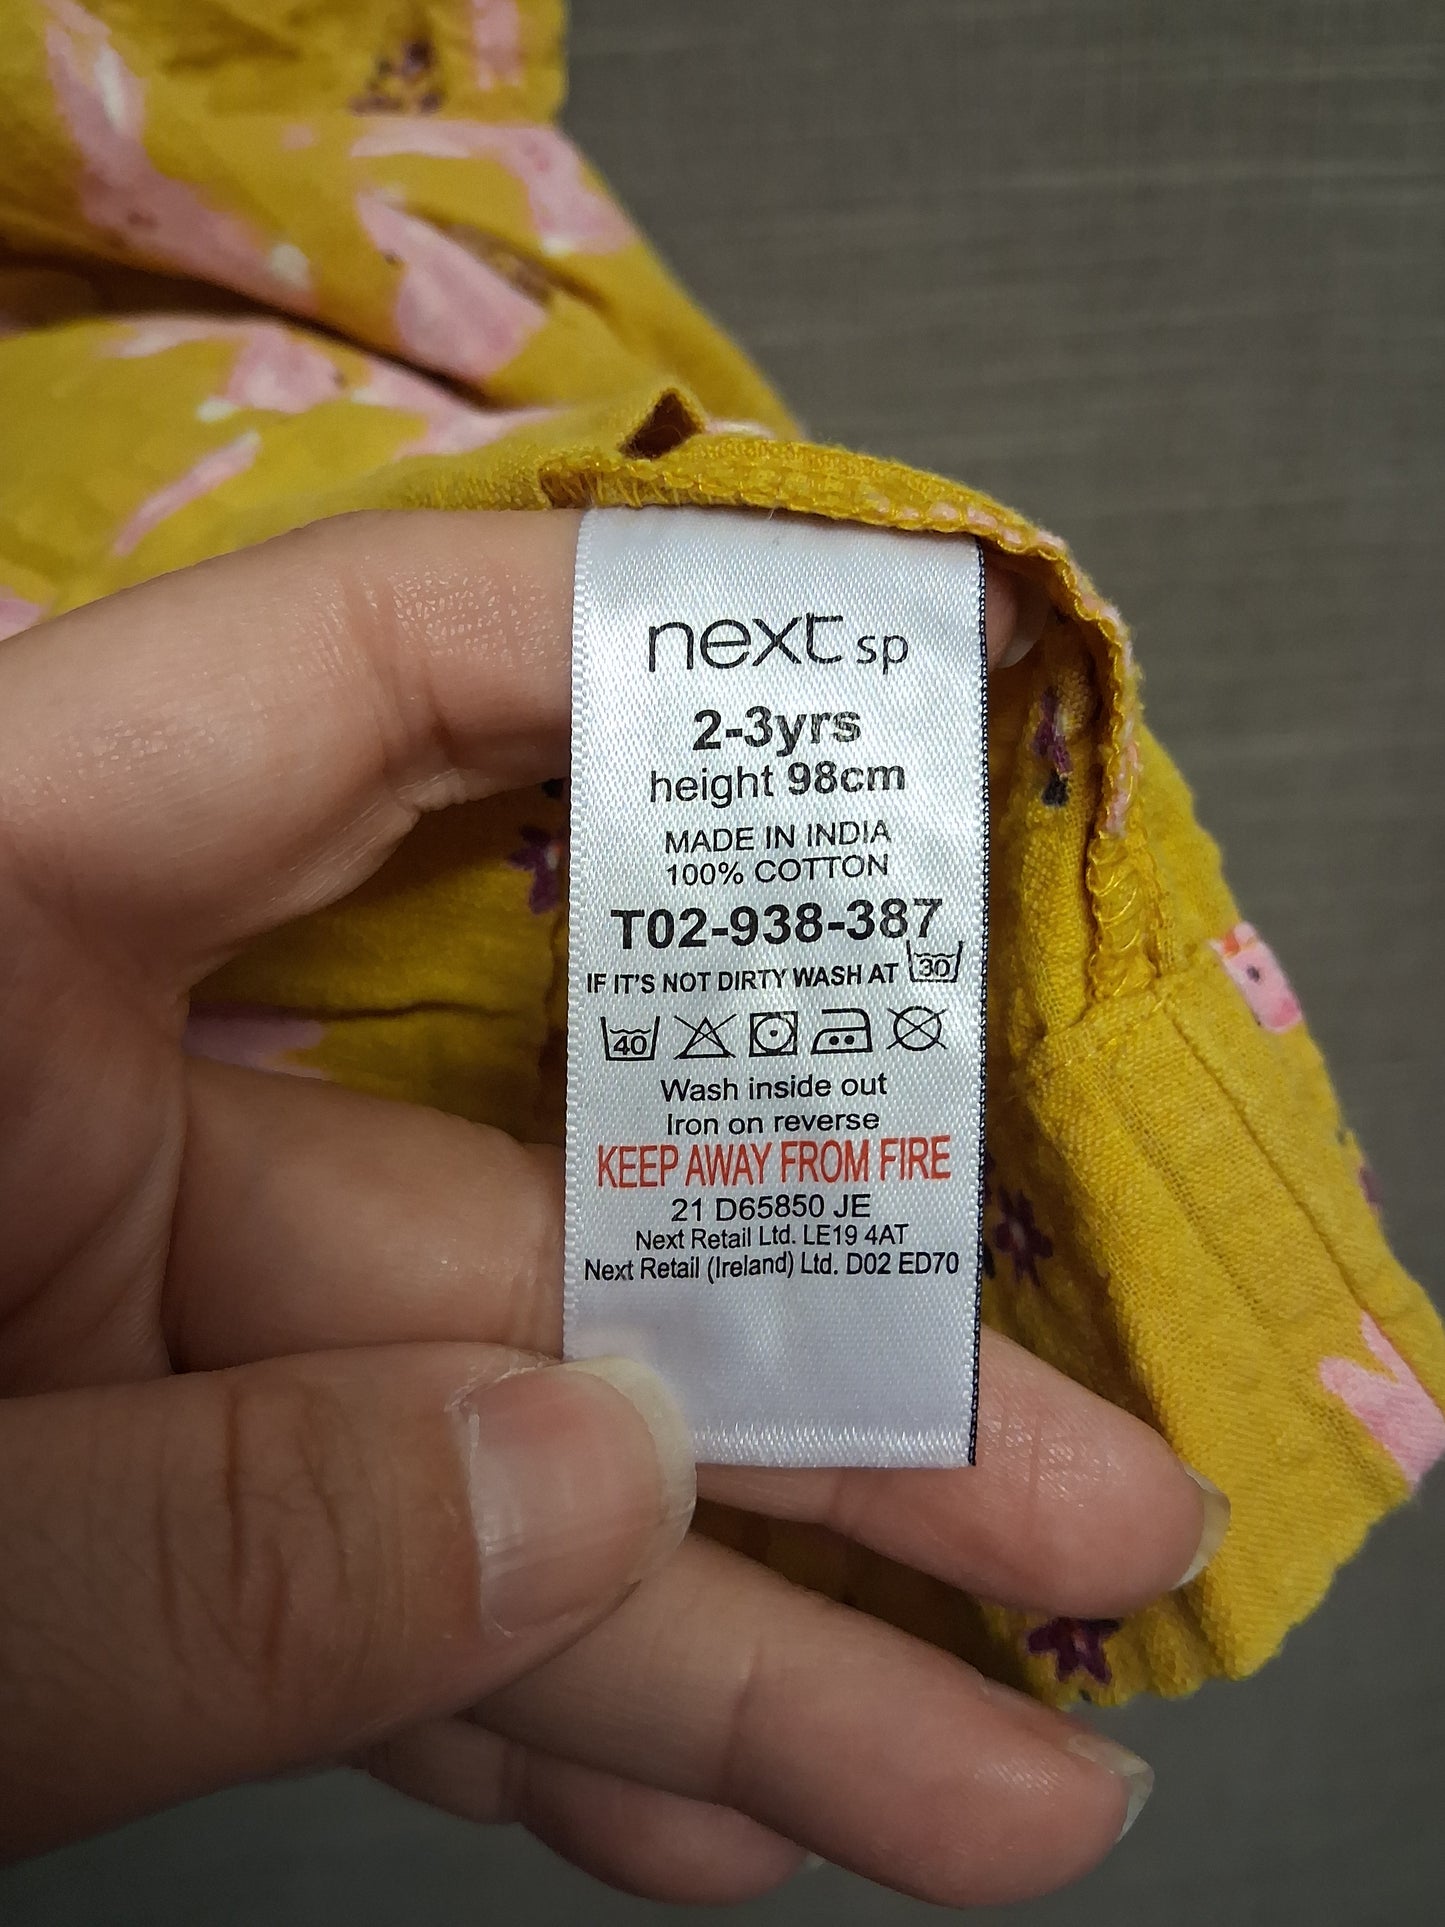 next sp
2-3yrs
height 98cm
MADE IN INDIA
100% COTTON
T02-938-387
IF IT'S NOT DIRTY WASH AT 30
40
Wash inside out
Iron on reverse
KEEP AWAY FROM FIRE
21 D65850 JE
Next Retail Ltd. LE19 4AT
Next Retail (Ireland) Ltd. D02 ED70